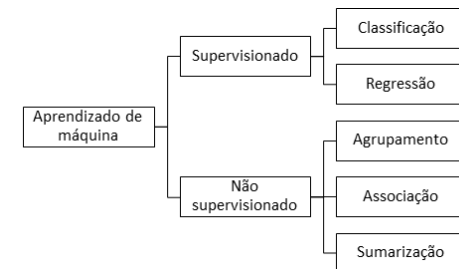 Aprendizado de
máquina
Supervisionado
Classificação
Regressão
Não
supervisionado
Agrupamento
Associação
Sumarização